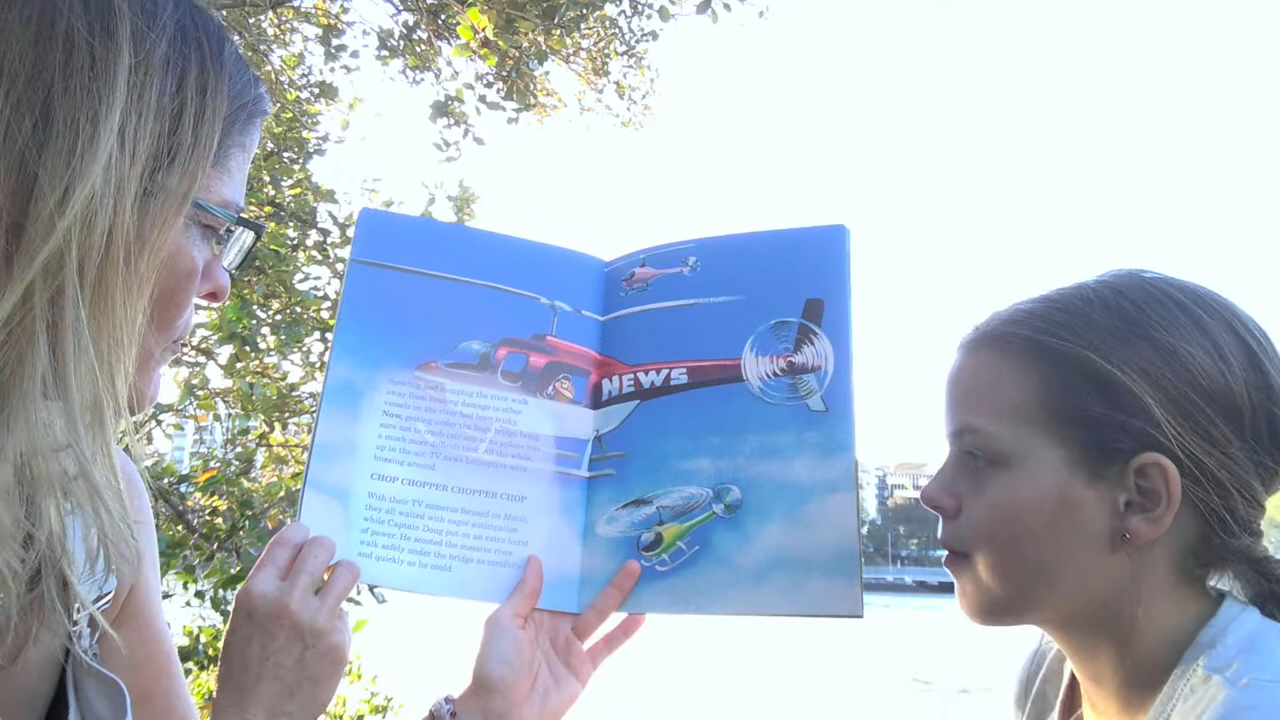 steering and bumping the river walk
away from causing damage to other
vessels on the river had been tricky.
Now, getting under the huge bridge being
sure not to crash into any of its pylons was
a much more difficult task. All the while,
up in the air, TV news helicopters were
buzzing around.
CHOP CHOPPER CHOPPER CHOP
With their TV cameras focused on Mavis,
they all waited with eager anticipation
while Captain Doug put on an extra burst
of power. He scooted the massive river
walk safely under the bridge as carefully
and quickly as he could.
NEWS